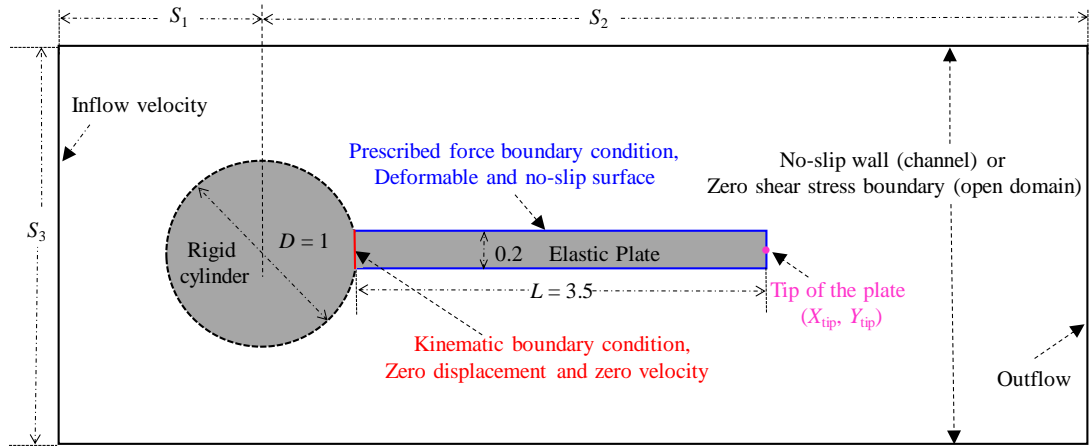 S1
S2
Inflow velocity
Prescribed force boundary condition,
Deformable and no-slip surface
No-slip wall (channel) or
Zero shear stress boundary (open domain)
S3
D = 1
Rigid
cylinder
0.2
Elastic Plate
L = 3.5
Tip of the plate
(Xtip, Ytip)
Kinematic boundary condition,
Zero displacement and zero velocity
Outflow